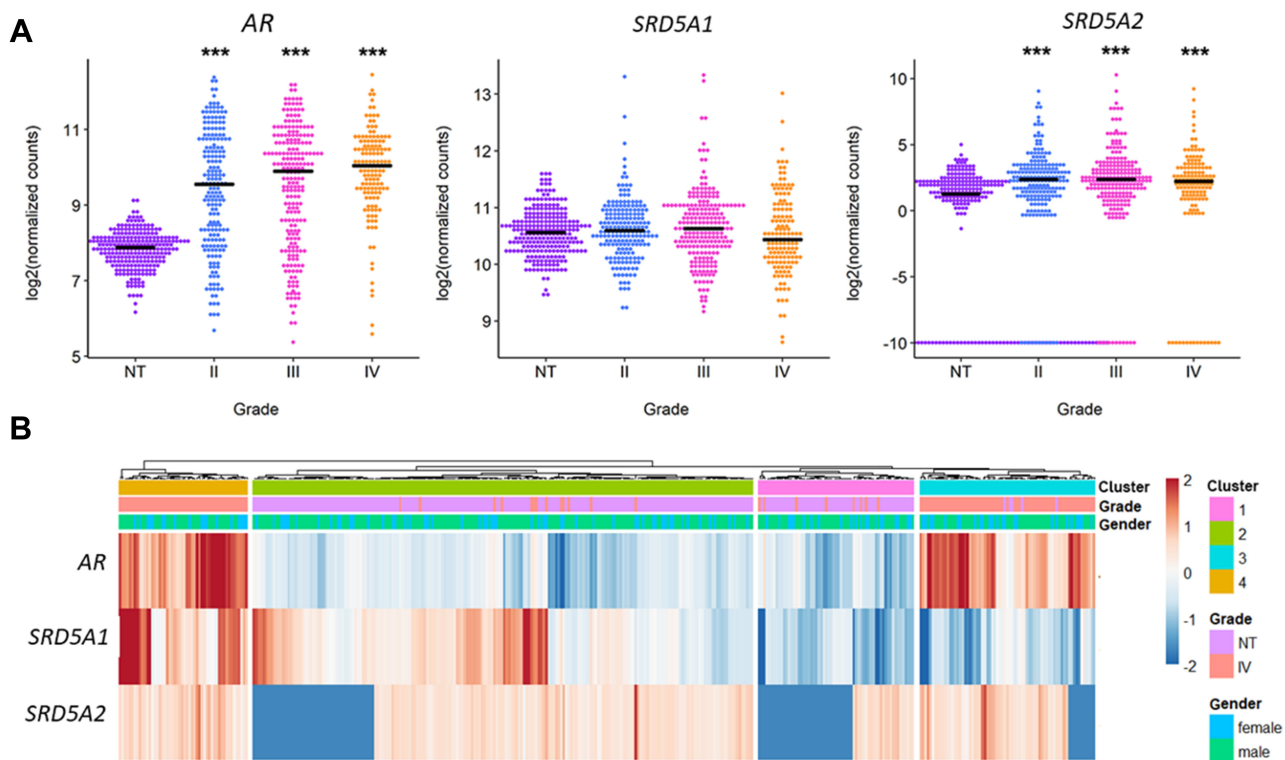 A
AR
SRD5A1
SRD5A2
*** *** ***
*** *** ***
log2(normalized counts)
11
9
7
5
NT II III IV
Grade
log2(normalized counts)
13
12
11
10
9
NT II III IV
Grade
log2(normalized counts)
10
5
0
-5
-10
NT II III IV
Grade
B
Cluster
Grade
Gender
AR
SRD5A1
SRD5A2
2
1
0
-1
-2
Cluster
1
2
3
4
Grade
NT
IV
Gender
female
male